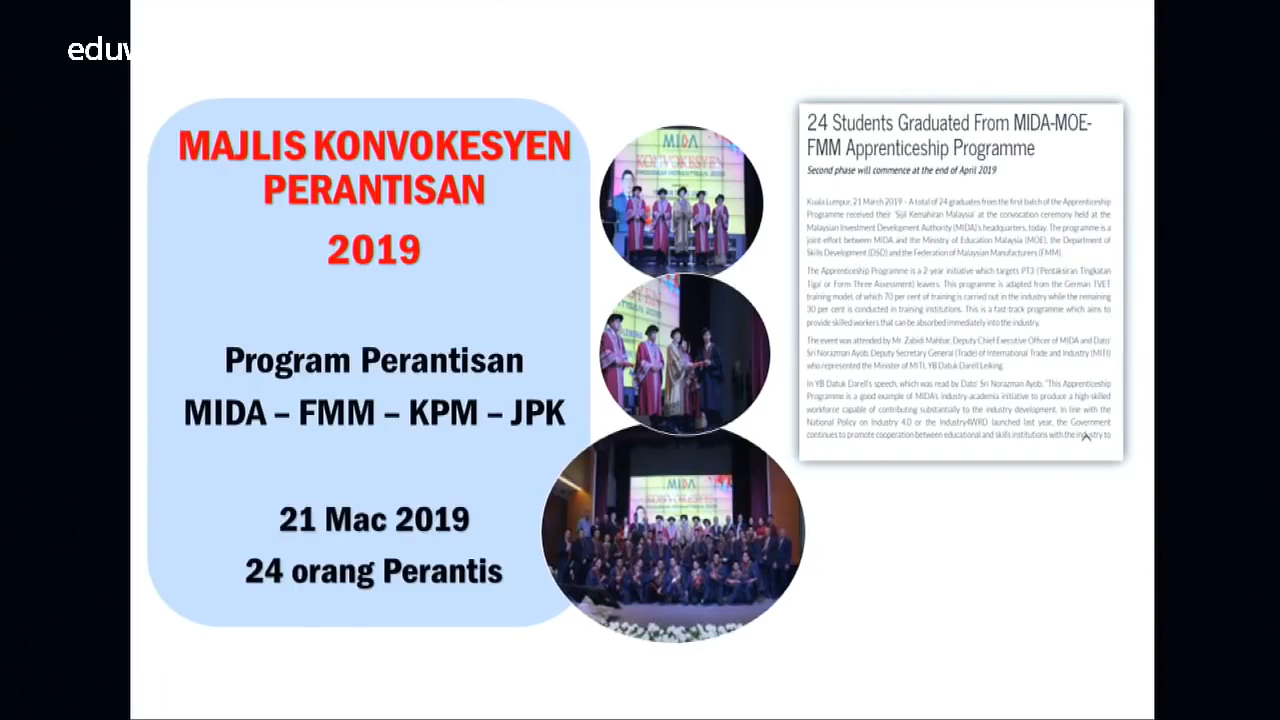 eduw
MAJLIS KONVOKESYEN
PERANTISAN
2019
Program Perantisan
MIDA – FMM – KPM – JPK
21 Mac 2019
24 orang Perantis
MIDA
KONVOKESYEN
PROGRAM PERANTISAN 2019
MIDA
KONVOKESYEN
24 Students Graduated From MIDA-MOE-
FMM Apprenticeship Programme
Second phase will commence at the end of April 2019
Kuala Lumpur, 21 March 2019 - A total of 24 graduates from the first batch of the Apprenticeship
Programme received their 'Sijil Kemahiran Malaysia' at the convocation ceremony held at the
Malaysian Investment Development Authority (MIDA)'s headquarters, today. The programme is a
joint effort between MIDA and the Ministry of Education Malaysia (MOE), the Department of
Skills Development (DSD) and the Federation of Malaysian Manufacturers (FMM).
The Apprenticeship Programme is a 2 year initiative which targets PT3 ('Pentaksiran Tingkatan
Tiga' or Form Three Assessment) leavers. This programme is adapted from the German TVET
training model, of which 70 per cent of training is carried out in the industry while the remaining
30 per cent is conducted in training institutions. This is a fast-track programme which aims to
provide skilled workers that can be absorbed immediately into the industry.
The event was attended by Mr. Zabidi Mahbar, Deputy Chief Executive Officer of MIDA and Dato'
Sri Norazman Ayob, Deputy Secretary General (Trade) of International Trade and Industry (MITI)
who represented the Minister of MITI, YB Datuk Darell Leiking.
In YB Datuk Darell's speech, which was read by Dato' Sri Norazman Ayob, "This Apprenticeship
Programme is a good example of MIDA's industry-academia initiative to produce a high-skilled
workforce capable of contributing substantially to the industry development. In line with the
National Policy on Industry 4.0 or the Industry4WRD launched last year, the Government
continues to promote cooperation between educational and skills institutions with the industry to